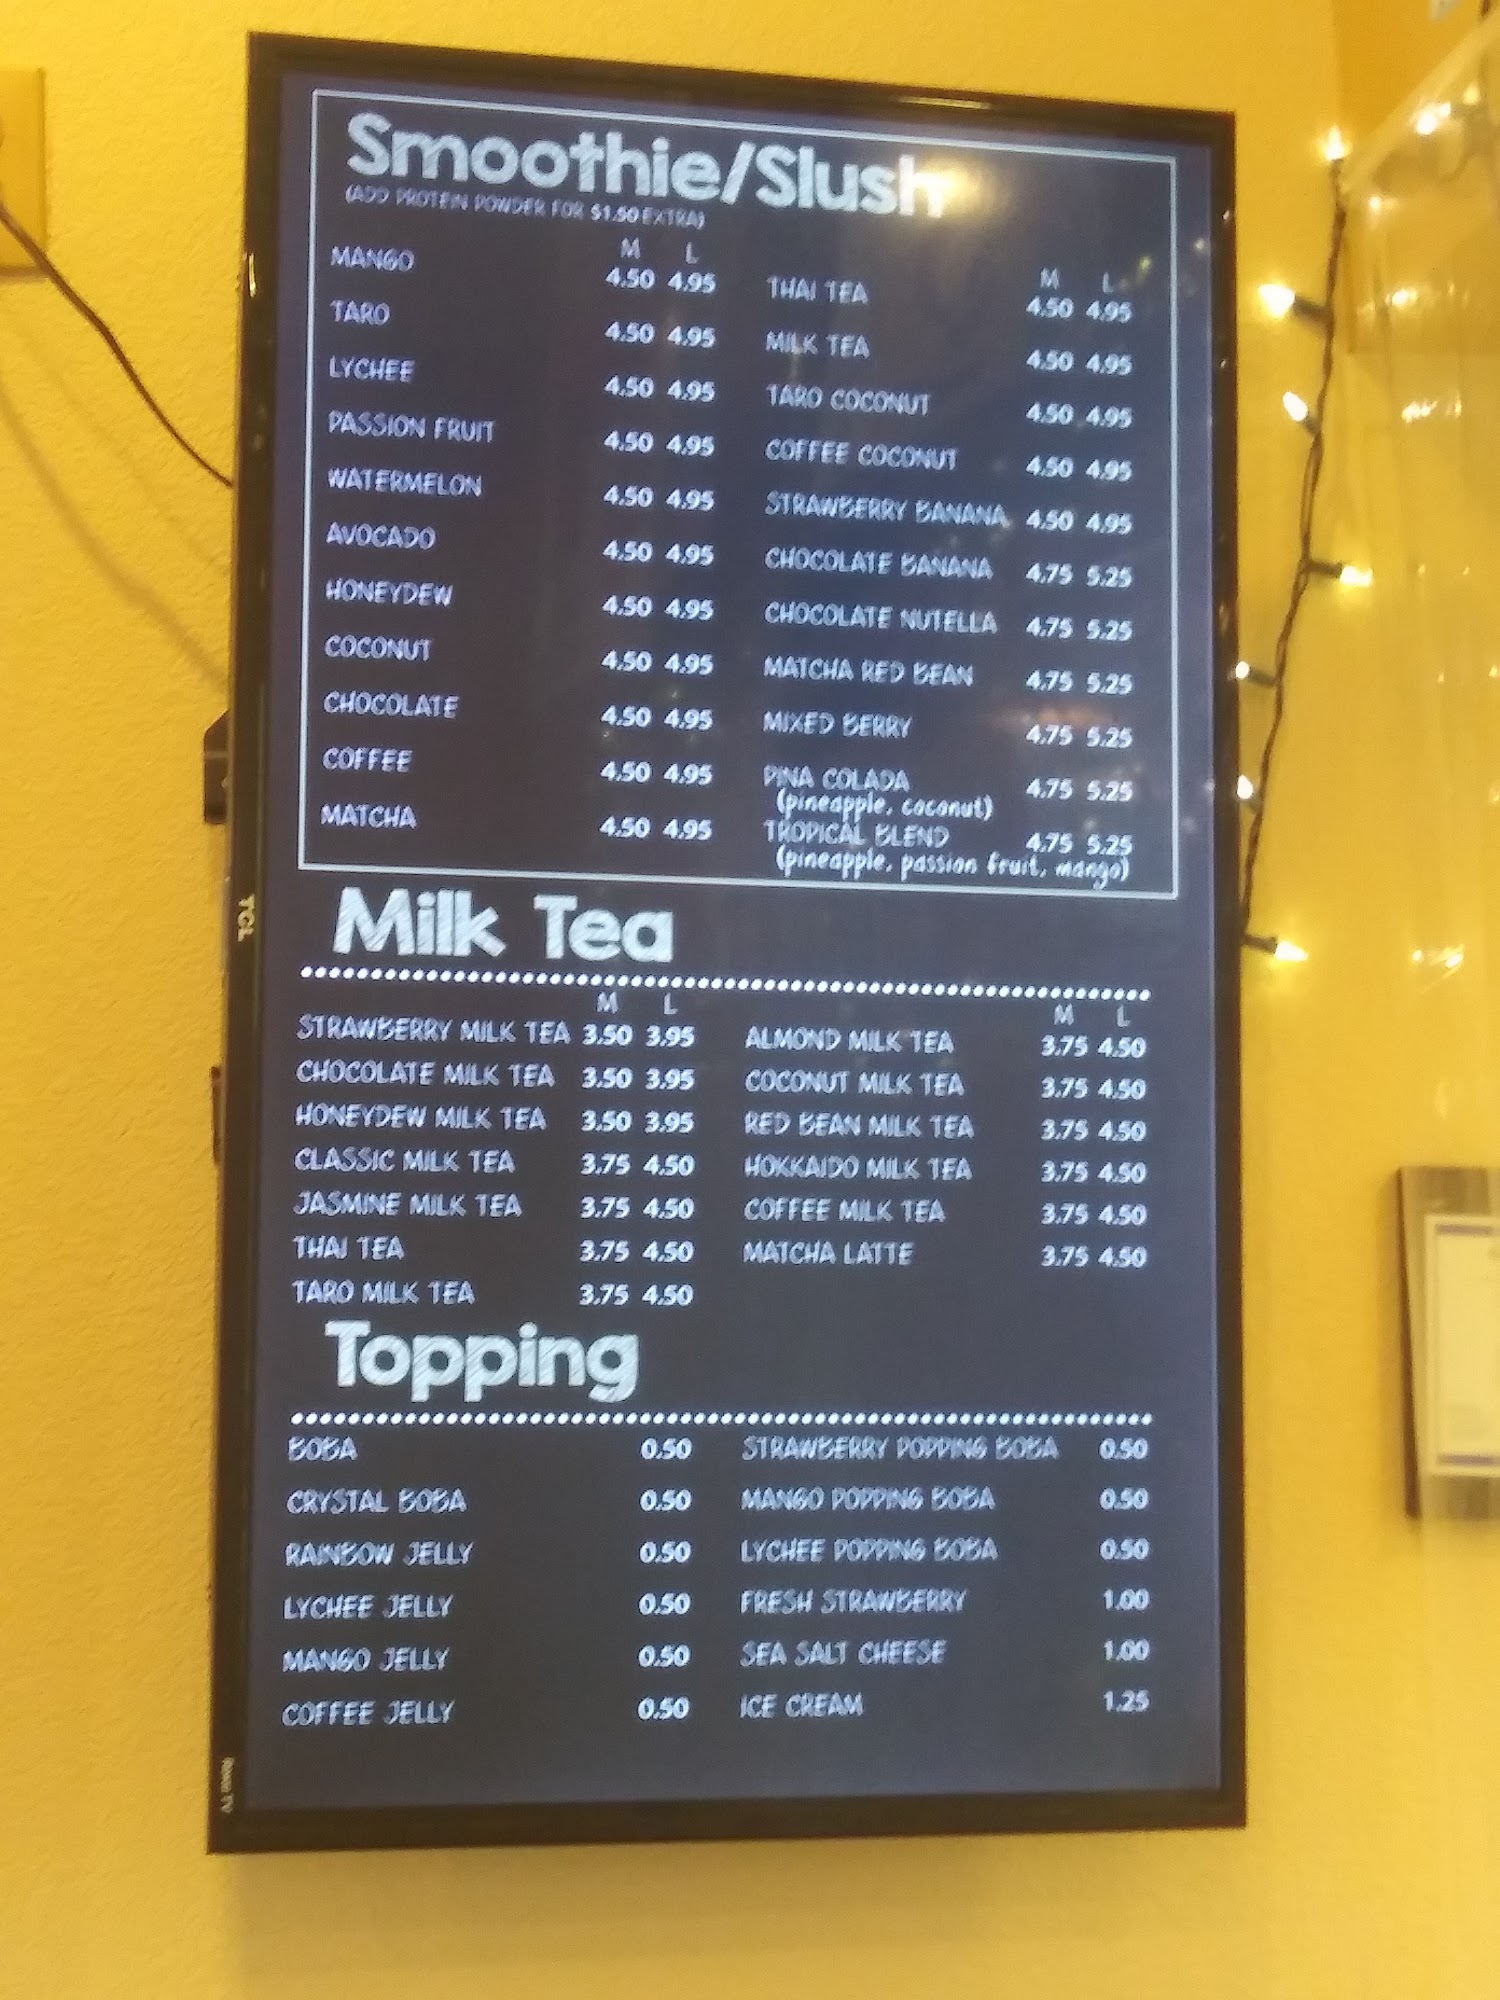 Smoothie/Slush
(ADD PROTEIN POWDER FOR $1.50 EXTRA)
M L
MANGO 4.50 4.95
TARO 4.50 4.95
LYCHEE 4.50 4.95
PASSION FRUIT 4.50 4.95
WATERMELON 4.50 4.95
AVOCADO 4.50 4.95
HONEYDEW 4.50 4.95
COCONUT 4.50 4.95
CHOCOLATE 4.50 4.95
COFFEE 4.50 4.95
MATCHA 4.50 4.95
M L
THAI TEA 4.50 4.95
MILK TEA 4.50 4.95
TARO COCONUT 4.50 4.95
COFFEE COCONUT 4.50 4.95
STRAWBERRY BANANA 4.50 4.95
CHOCOLATE BANANA 4.75 5.25
CHOCOLATE NUTELLA 4.75 5.25
MATCHA RED BEAN 4.75 5.25
MIXED BERRY 4.75 5.25
PINA COLADA 4.75 5.25
(pineapple, coconut)
TROPICAL BLEND 4.75 5.25
(pineapple, passion fruit, mango)
Milk Tea
M L
STRAWBERRY MILK TEA 3.50 3.95
CHOCOLATE MILK TEA 3.50 3.95
HONEYDEW MILK TEA 3.50 3.95
CLASSIC MILK TEA 3.75 4.50
JASMINE MILK TEA 3.75 4.50
THAI TEA 3.75 4.50
TARO MILK TEA 3.75 4.50
M L
ALMOND MILK TEA 3.75 4.50
COCONUT MILK TEA 3.75 4.50
RED BEAN MILK TEA 3.75 4.50
HOKKAIDO MILK TEA 3.75 4.50
COFFEE MILK TEA 3.75 4.50
MATCHA LATTE 3.75 4.50
Topping
BOBA 0.50
CRYSTAL BOBA 0.50
RAINBOW JELLY 0.50
LYCHEE JELLY 0.50
MANGO JELLY 0.50
COFFEE JELLY 0.50
STRAWBERRY POPPING BOBA 0.50
MANGO POPPING BOBA 0.50
LYCHEE POPPING BOBA 0.50
FRESH STRAWBERRY 1.00
SEA SALT CHEESE 1.00
ICE CREAM 1.25
TCL
Roku TV